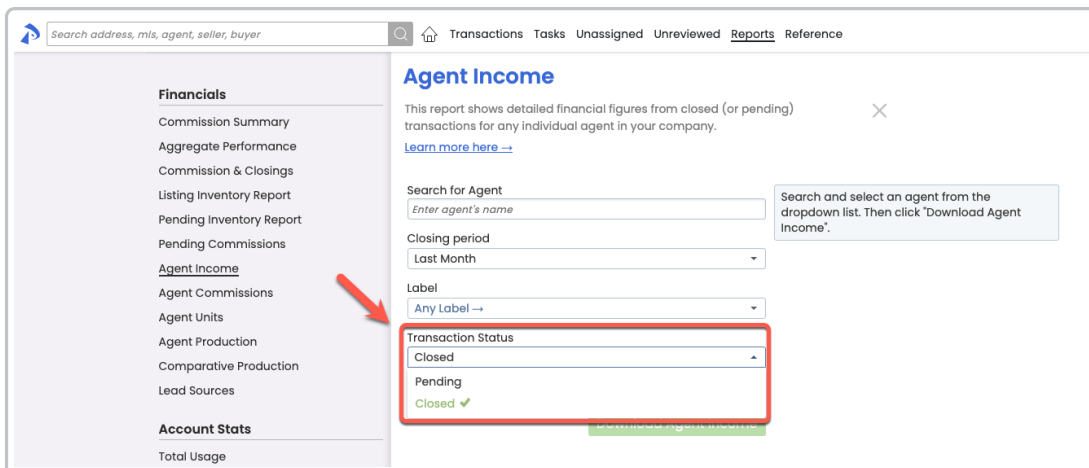 Search address, mls, agent, seller, buyer
Transactions Tasks Unassigned Unreviewed Reports Reference
Financials
Commission Summary
Aggregate Performance
Commission & Closings
Listing Inventory Report
Pending Inventory Report
Pending Commissions
Agent Income
Agent Commissions
Agent Units
Agent Production
Comparative Production
Lead Sources
Account Stats
Total Usage
Agent Income
This report shows detailed financial figures from closed (or pending)
transactions for any individual agent in your company.
Learn more here →
Search for Agent
Enter agent's name
Search and select an agent from the
dropdown list. Then click "Download Agent
Income".
Closing period
Last Month
Label
Any Label →
Transaction Status
Closed
Pending
Closed ✔
Download Agent Income